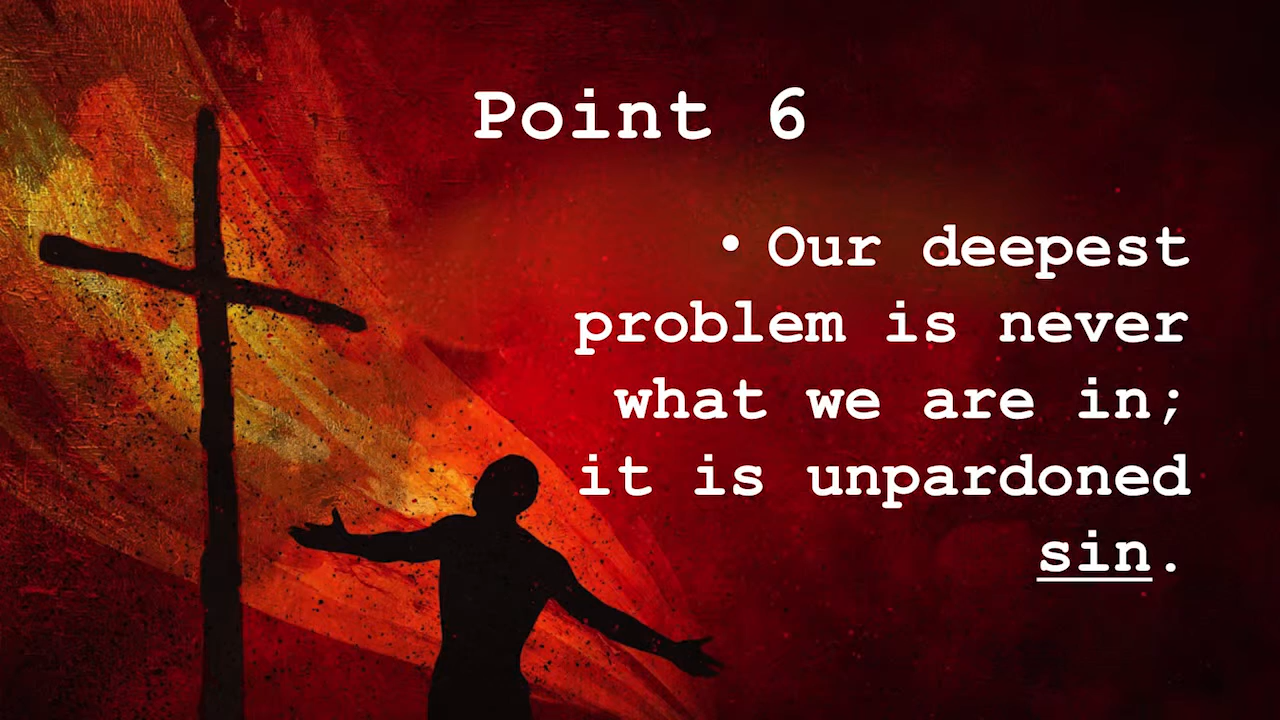 Point 6
• Our deepest
problem is never
what we are in;
it is unpardoned
sin.